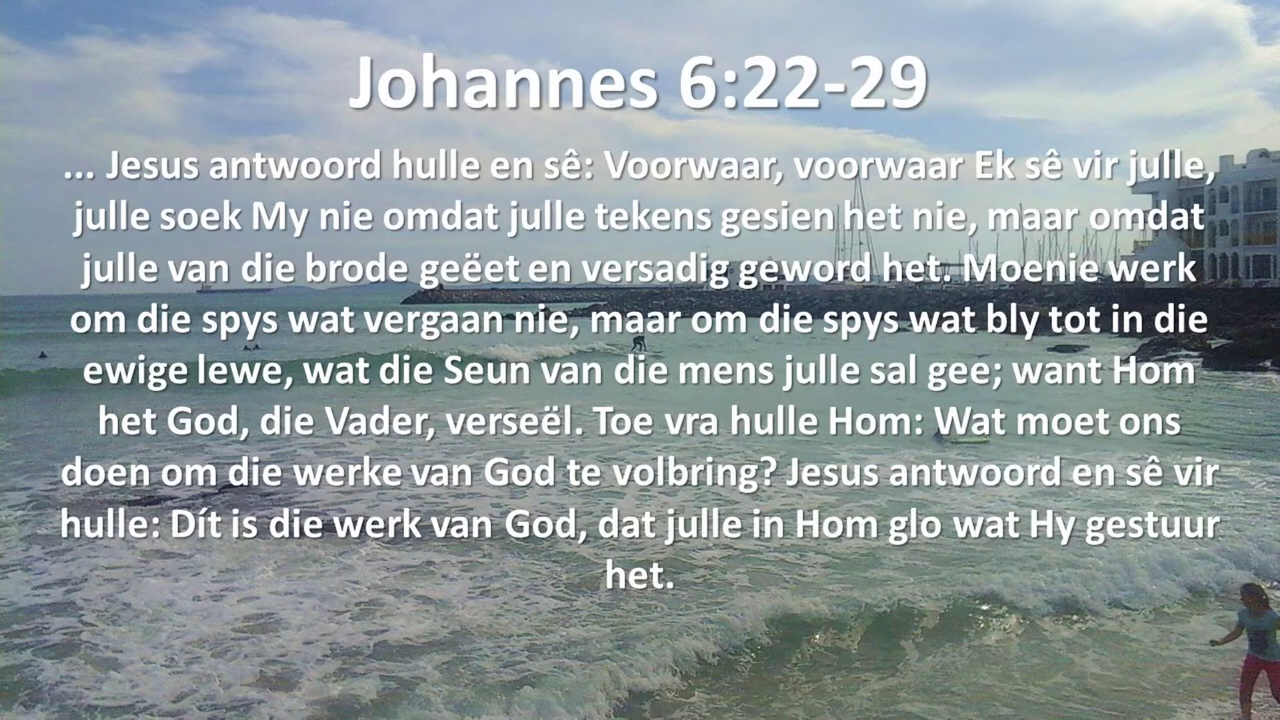 Johannes 6:22-29
... Jesus antwoord hulle en sê: Voorwaar, voorwaar Ek sê vir julle,
julle soek My nie omdat julle tekens gesien het nie, maar omdat
julle van die brode geëet en versadig geword het. Moenie werk
om die spys wat vergaan nie, maar om die spys wat bly tot in die
ewige lewe, wat die Seun van die mens julle sal gee; want Hom
het God, die Vader, verseël. Toe vra hulle Hom: Wat moet ons
doen om die werke van God te volbring? Jesus antwoord en sê vir
hulle: Dít is die werk van God, dat julle in Hom glo wat Hy gestuur
het.